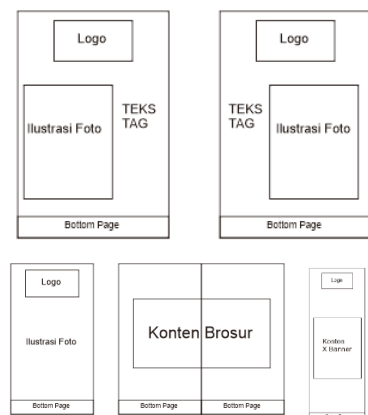 Logo
Ilustrasi Foto
TEKS
TAG
Bottom Page
Logo
TEKS
TAG
Ilustrasi Foto
Bottom Page
Logo
Ilustrasi Foto
Bottom Page
Konten Brosur
Bottom Page
Bottom Page
Logo
Konten
X Banner